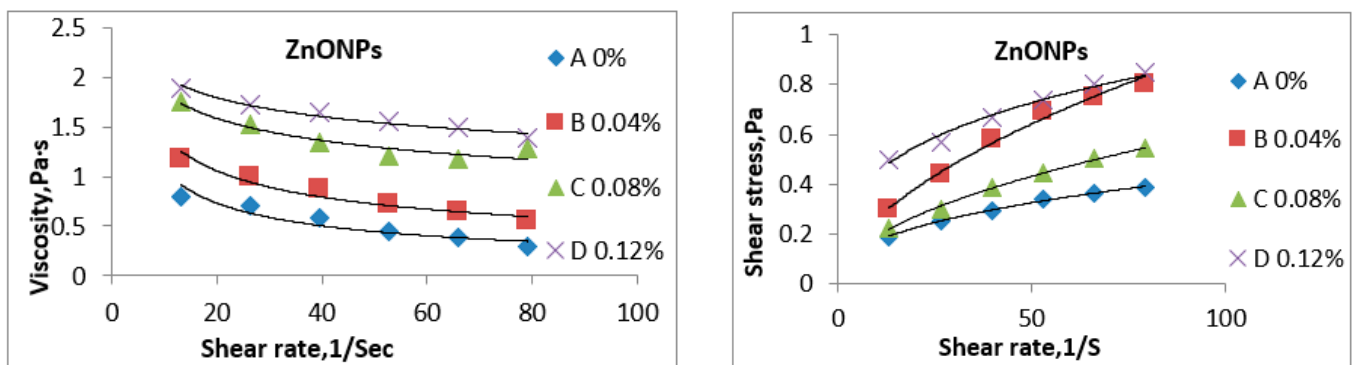 ZnONPs
Viscosity,Pa·s
2.5
2
1.5
1
0.5
0
0
20
40
60
80
100
Shear rate,1/Sec
A 0%
B 0.04%
C 0.08%
D 0.12%
ZnONPs
Shear stress,Pa
1
0.8
0.6
0.4
0.2
0
0
50
100
Shear rate,1/S
A 0%
B 0.04%
C 0.08%
D 0.12%